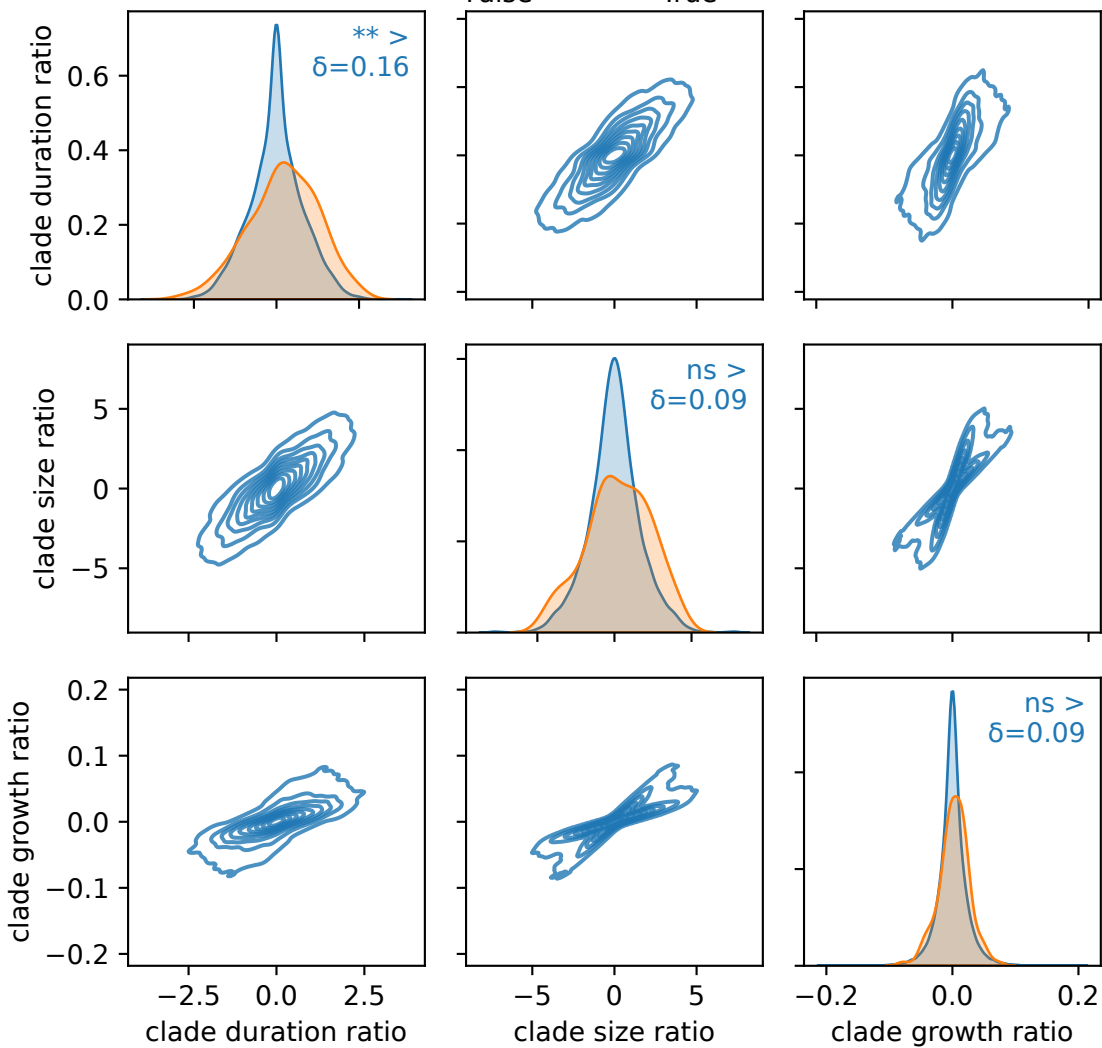 False True
clade duration ratio
0.6
0.4
0.2
0.0
** >
δ=0.16
clade size ratio
5
0
−5
ns >
δ=0.09
clade growth ratio
0.2
0.1
0.0
−0.1
−0.2
ns >
δ=0.09
−2.5 0.0 2.5
−5 0 5
−0.2 0.0 0.2
clade duration ratio
clade size ratio
clade growth ratio